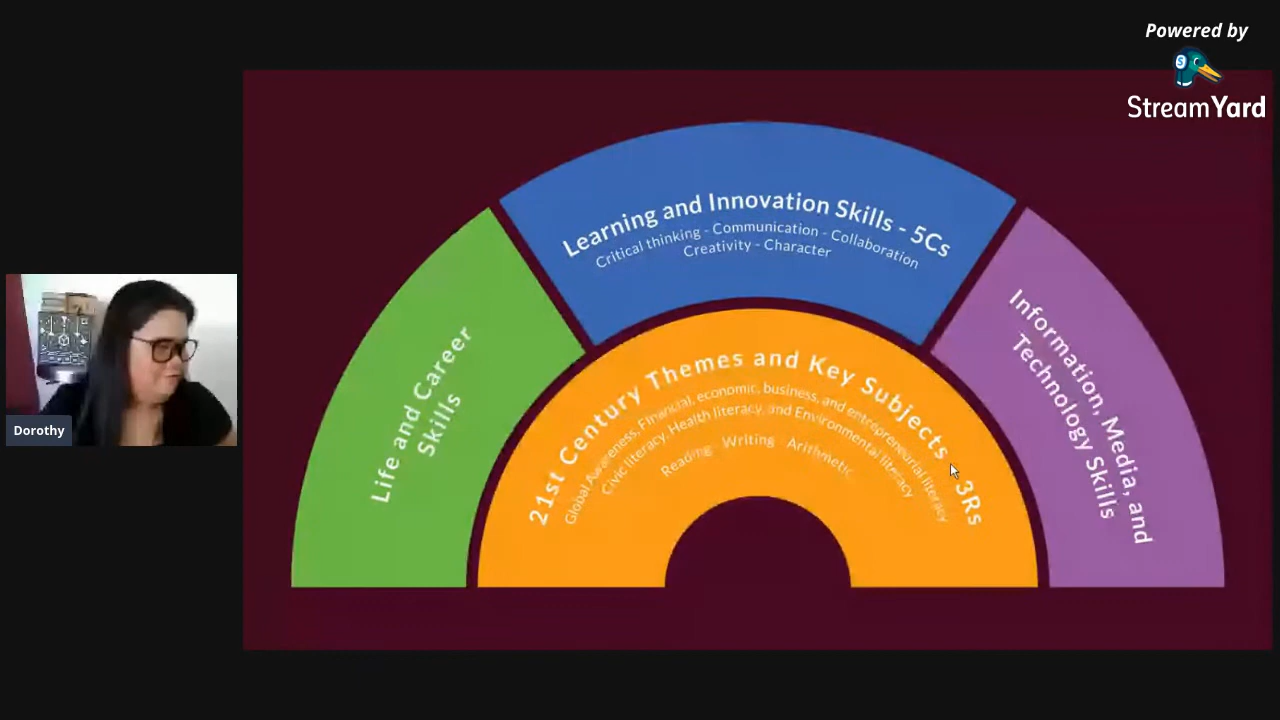 Powered by
StreamYard
Learning and Innovation Skills - 5Cs
Critical thinking - Communication - Collaboration
Creativity - Character
Life and Career
Skills
Information, Media, and
Technology Skills
21st Century Themes and Key Subjects - 3Rs
Global Awareness, Financial, economic, business, and entrepreneurial literacy
Civic literacy, Health literacy, and Environmental literacy
Reading Writing Arithmetic
Dorothy